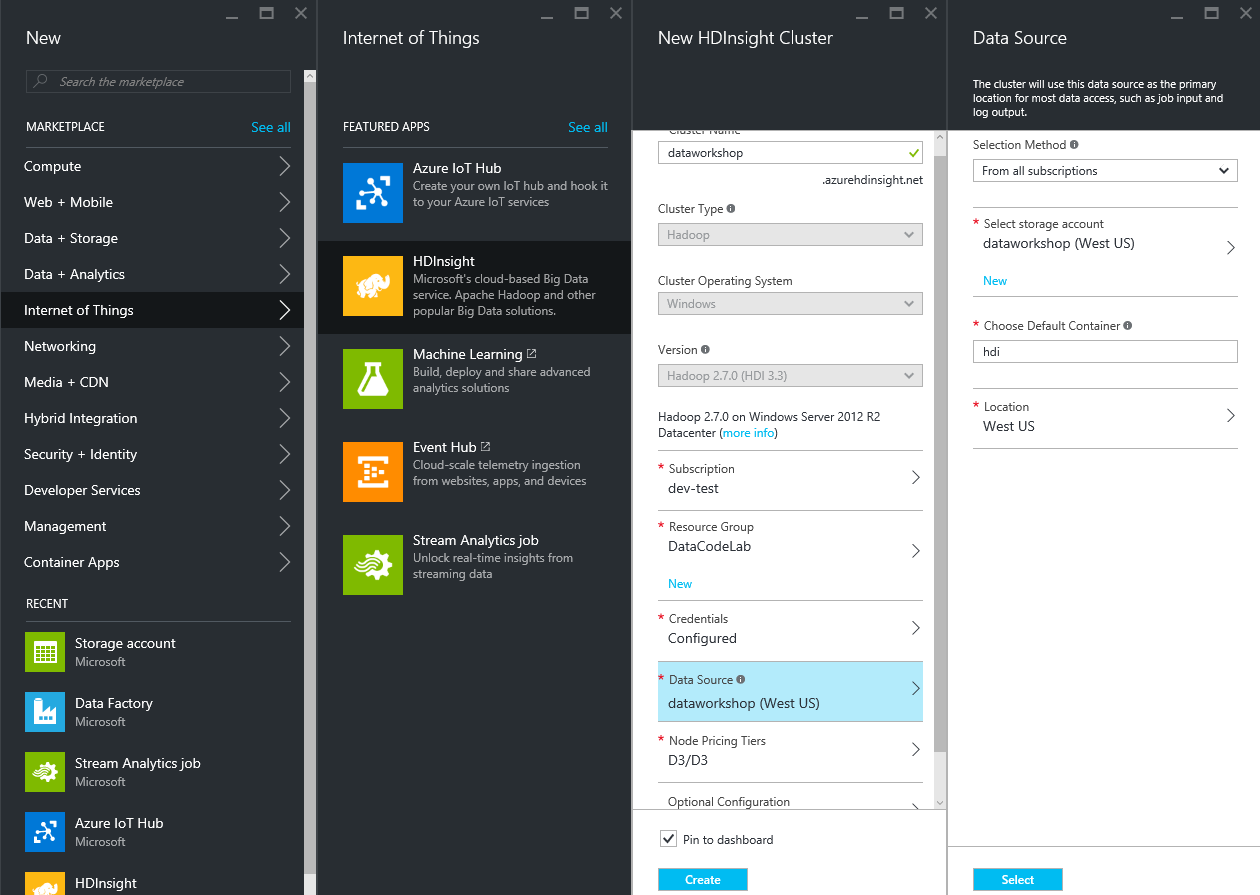 New
Search the marketplace
MARKETPLACE
See all
Compute
Web + Mobile
Data + Storage
Data + Analytics
Internet of Things
Networking
Media + CDN
Hybrid Integration
Security + Identity
Developer Services
Management
Container Apps
RECENT
Storage account
Microsoft
Data Factory
Microsoft
Stream Analytics job
Microsoft
Azure IoT Hub
Microsoft
HDInsight
Internet of Things
FEATURED APPS
See all
Azure IoT Hub
Create your own IoT hub and hook it
to your Azure IoT services
HDInsight
Microsoft's cloud-based Big Data
service. Apache Hadoop and other
popular Big Data solutions.
Machine Learning
Build, deploy and share advanced
analytics solutions
Event Hub
Cloud-scale telemetry ingestion
from websites, apps, and devices
Stream Analytics job
Unlock real-time insights from
streaming data
New HDInsight Cluster
Cluster Name
dataworkshop
.azurehdinsight.net
Cluster Type
Hadoop
Cluster Operating System
Windows
Version
Hadoop 2.7.0 (HDI 3.3)
Hadoop 2.7.0 on Windows Server 2012 R2
Datacenter (more info)
* Subscription
dev-test
* Resource Group
DataCodeLab
New
* Credentials
Configured
* Data Source
dataworkshop (West US)
* Node Pricing Tiers
D3/D3
Optional Configuration
Pin to dashboard
Create
Data Source
The cluster will use this data source as the primary
location for most data access, such as job input and
log output.
Selection Method
From all subscriptions
* Select storage account
dataworkshop (West US)
New
* Choose Default Container
hdi
* Location
West US
Select